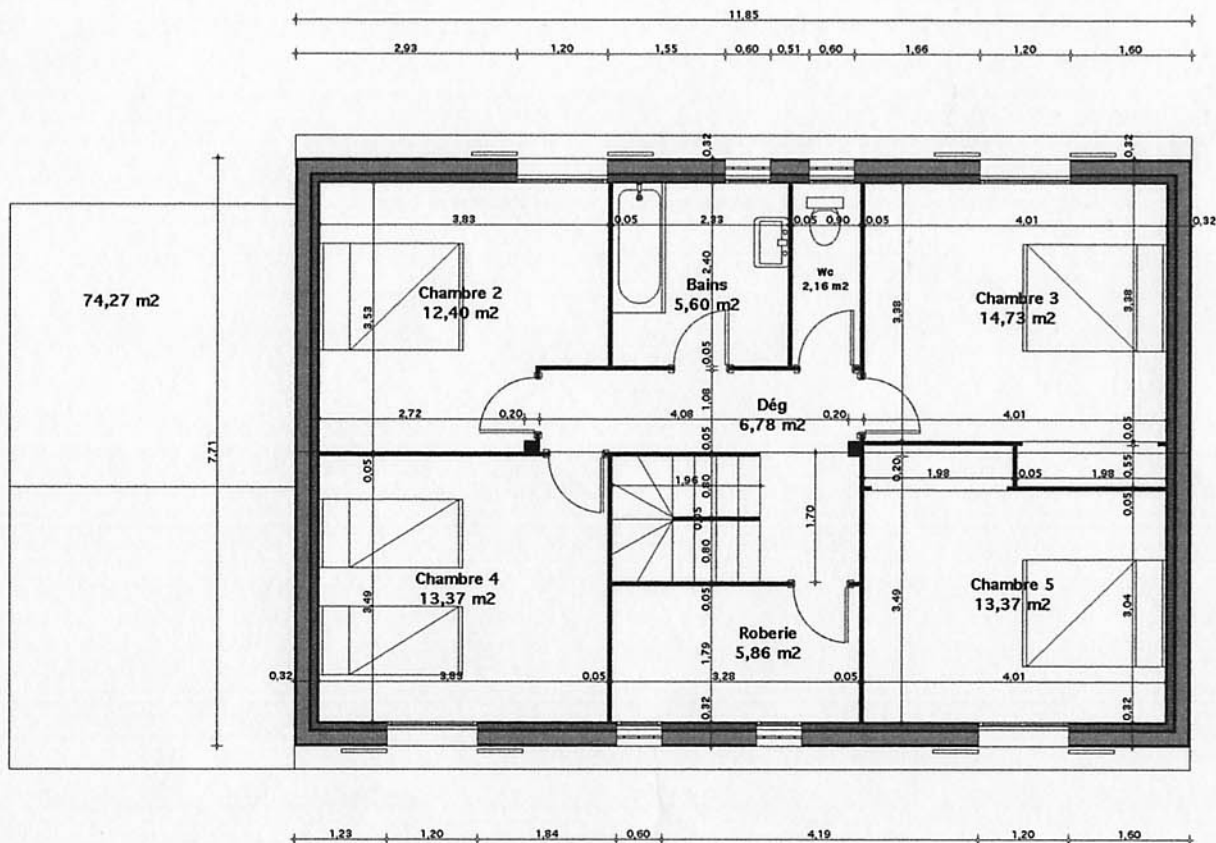 11,85
2,93 1,20 1,55 0,60 0,51 0,60 1,66 1,20 1,60
0,32 0,32
3,83 0,05 2,33 0,05 0,90 0,05 4,01 0,32
Chambre 2
12,40 m2
3,53
2,40
Bains
5,60 m2
Wc
2,16 m2
3,38
Chambre 3
14,73 m2
3,38
74,27 m2
7,71
0,05
1,08
Dég
6,78 m2
2,72 0,20 4,08 0,20 4,01
0,05 0,05 0,05
0,20 0,55
1,96 0,80 1,98 0,05 1,98
0,05 0,05
1,70
0,80
Chambre 4
13,37 m2
3,49
0,05
Chambre 5
13,37 m2
3,49 3,04
Roberie
5,86 m2
1,79
0,32 0,05 3,28 0,05 4,01
0,32 0,32
1,23 1,20 1,84 0,60 4,19 1,20 1,60